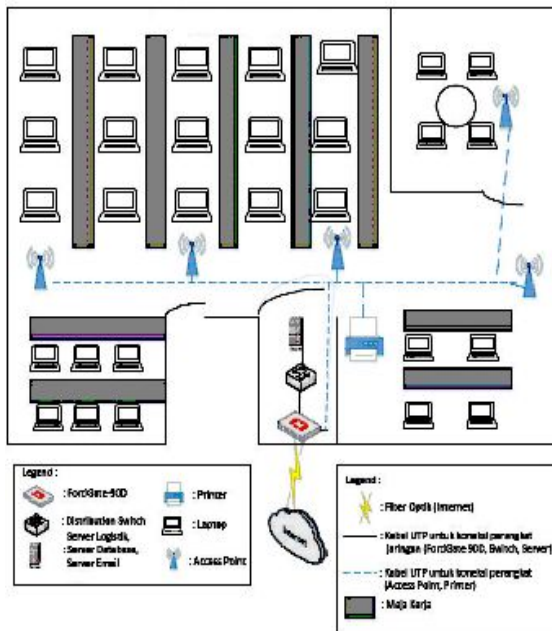 Internet
Legend :
: FortiGate-90D
: Distribution Switch
Server Logistik,
: Server Database,
Server Email
: Printer
: Laptop
: Access Point
Legend :
: Fiber Optik (Internet)
: Kabel UTP untuk koneksi perangkat
jaringan (FortiGate 90D, Switch, Server)
: Kabel UTP untuk koneksi perangkat
(Access Point, Printer)
: Meja Kerja